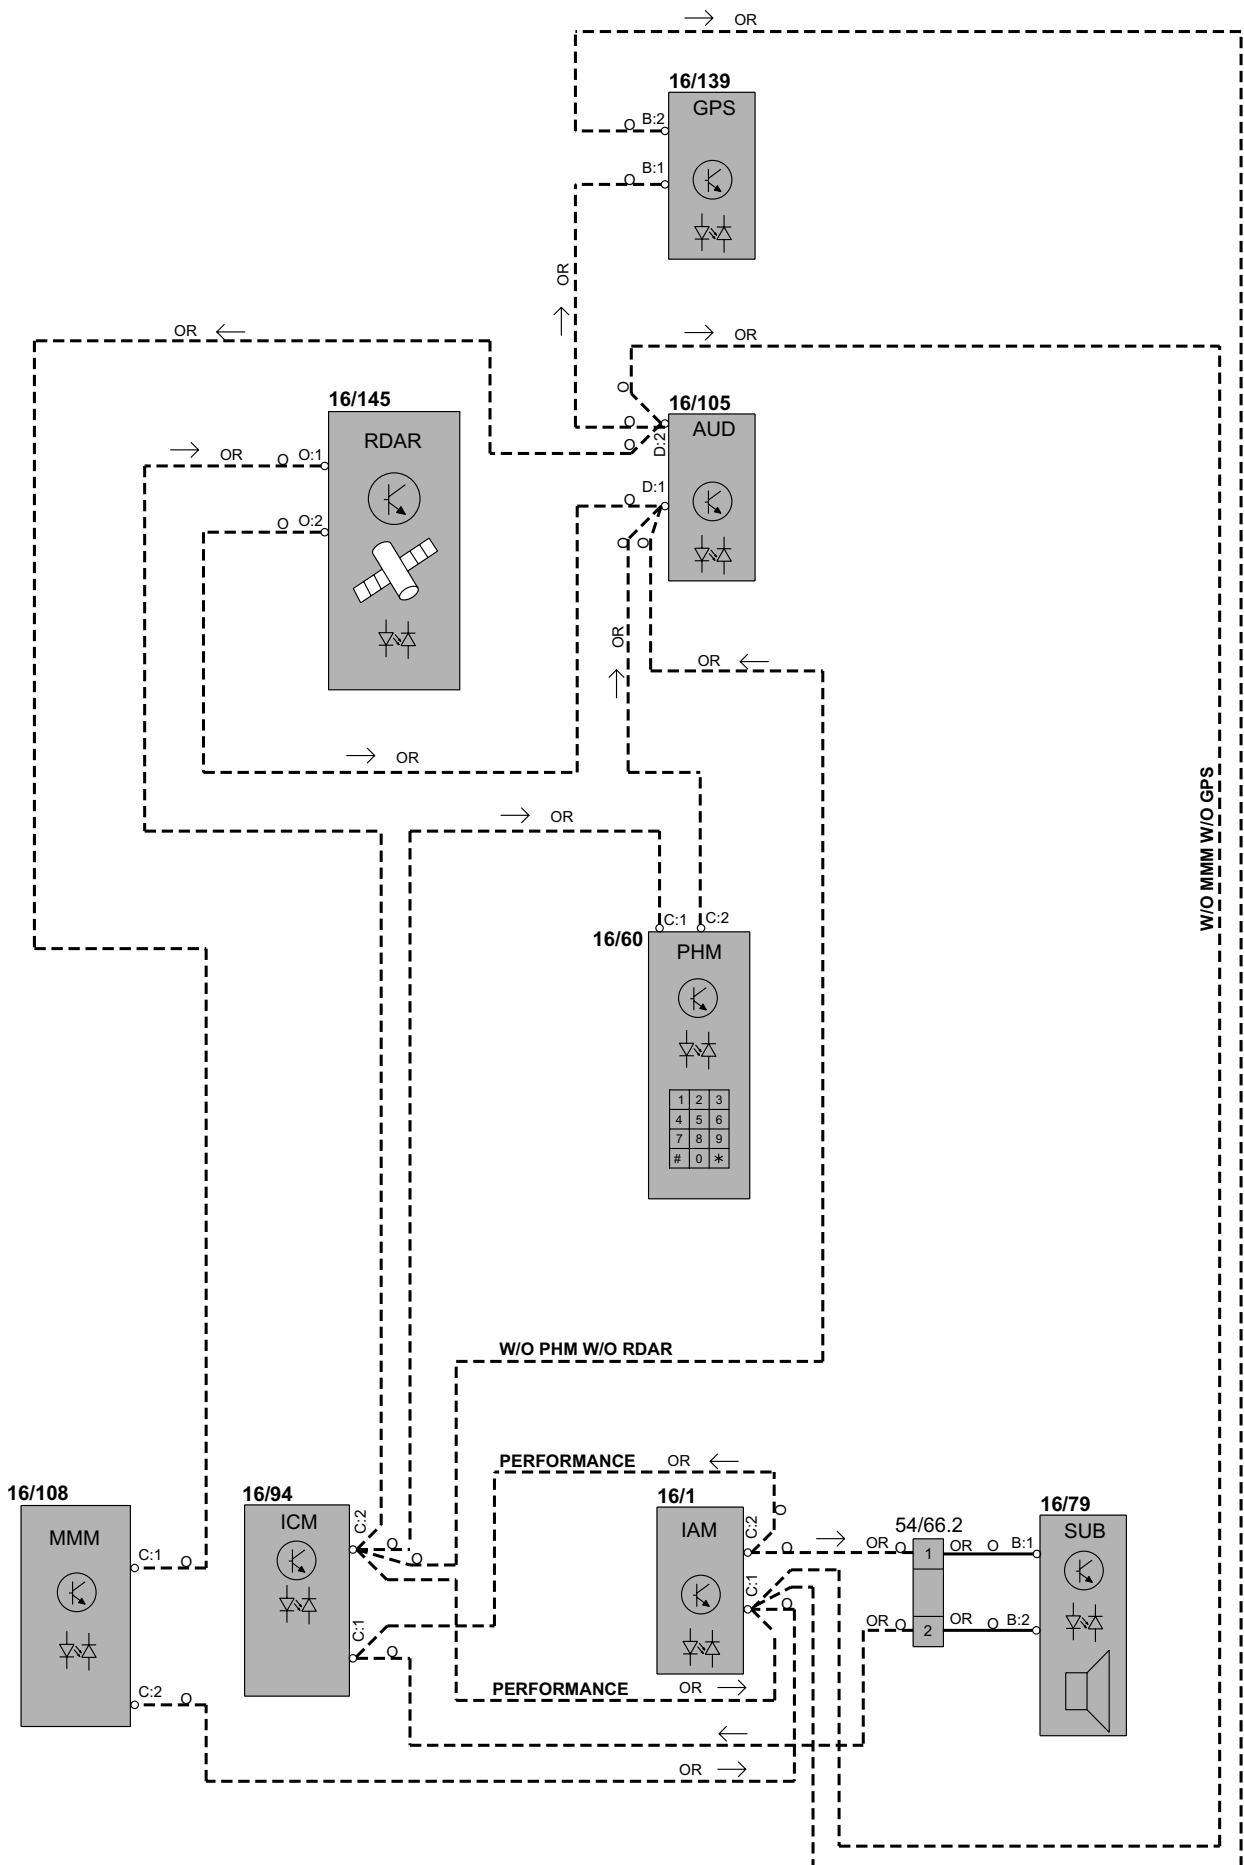 OR
16/139
GPS
B:2
O
B:1
O
OR
OR
OR
16/145
RDAR
OR
O
O:1
O
O:2
16/105
AUD
O
O
O
D:2
D:1
O
O
O
OR
OR
OR
OR
W/O MMM W/O GPS
C:1
C:2
16/60
PHM
1 2 3
4 5 6
7 8 9
# 0 *
W/O PHM W/O RDAR
PERFORMANCE
OR
16/108
MMM
C:1
O
C:2
O
16/94
ICM
C:2
O
O
C:1
O
16/1
IAM
C:2
O
O
C:1
O
OR
O
54/66.2
1
2
OR
O
B:1
OR
O
OR
O
B:2
16/79
SUB
PERFORMANCE
OR
OR